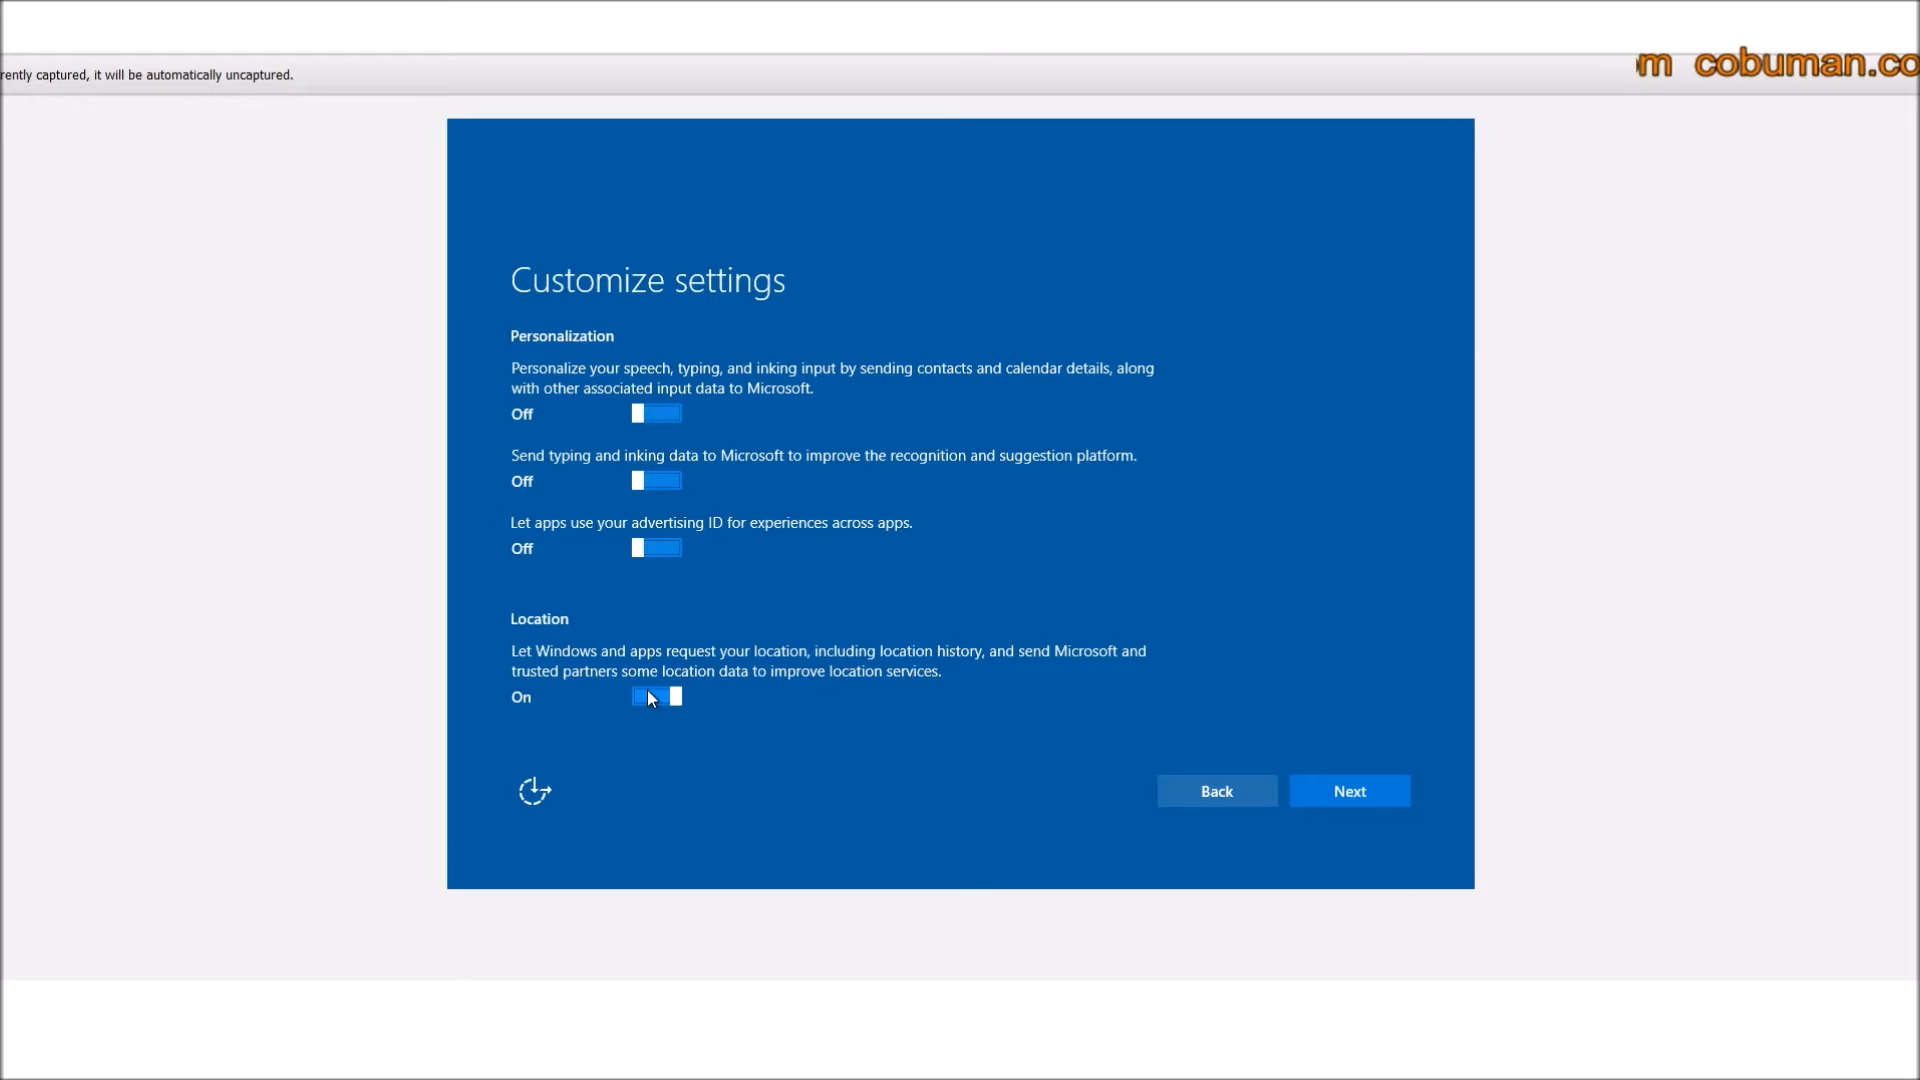 rently captured, it will be automatically uncaptured.
m cobuman.co
Customize settings
Personalization
Personalize your speech, typing, and inking input by sending contacts and calendar details, along
with other associated input data to Microsoft.
Off
Send typing and inking data to Microsoft to improve the recognition and suggestion platform.
Off
Let apps use your advertising ID for experiences across apps.
Off
Location
Let Windows and apps request your location, including location history, and send Microsoft and
trusted partners some location data to improve location services.
On
Back Next